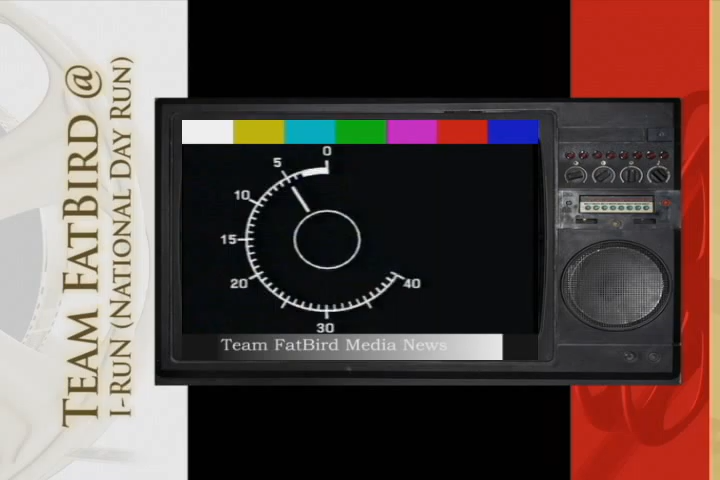 TEAM FATBIRD @
I-RUN (NATIONAL DAY RUN)
0
5
10
15
20
30
40
Team FatBird Media News